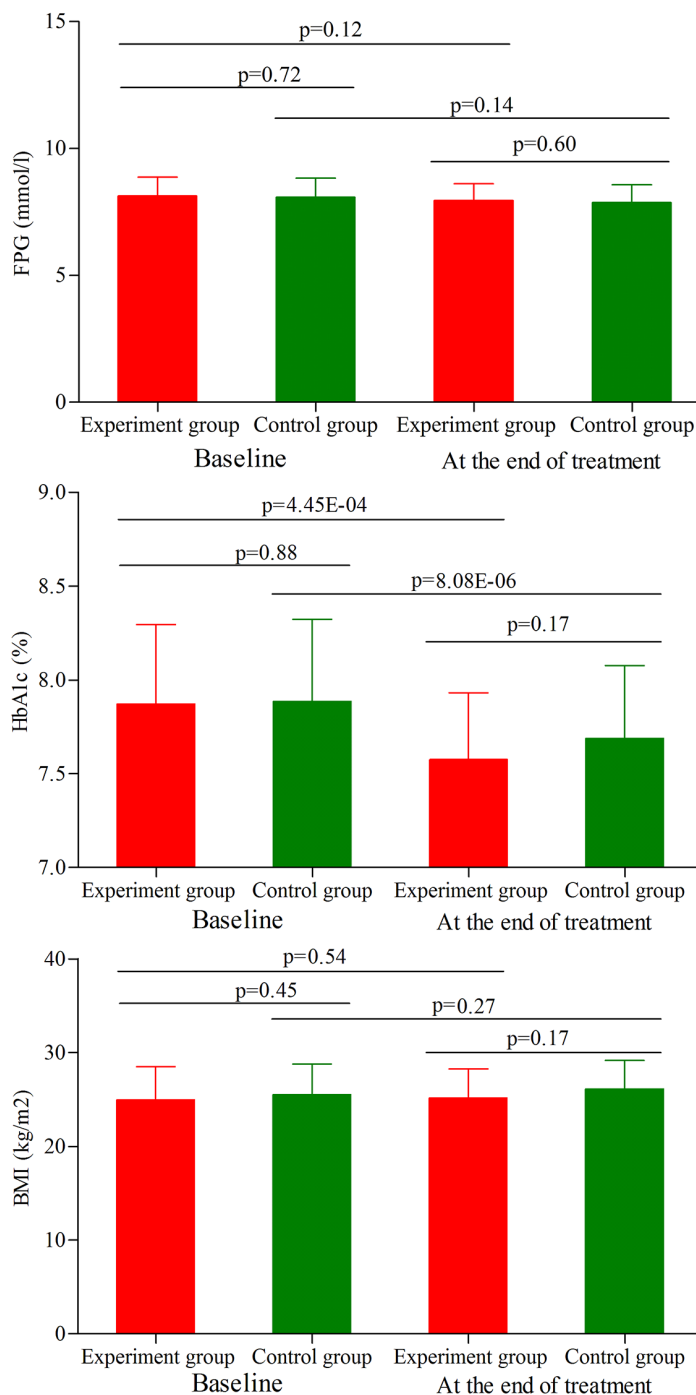 15
p=0.12
p=0.72
p=0.14
10
p=0.60
FPG (mmol/l)
5
0
Experiment group Control group Experiment group Control group
Baseline At the end of treatment
9.0
p=4.45E-04
p=0.88
8.5
p=8.08E-06
p=0.17
HbA1c (%)
8.0
7.5
7.0
Experiment group Control group Experiment group Control group
Baseline At the end of treatment
40
p=0.54
p=0.45
p=0.27
30
p=0.17
BMI (kg/m2)
20
10
0
Experiment group Control group Experiment group Control group
Baseline At the end of treatment